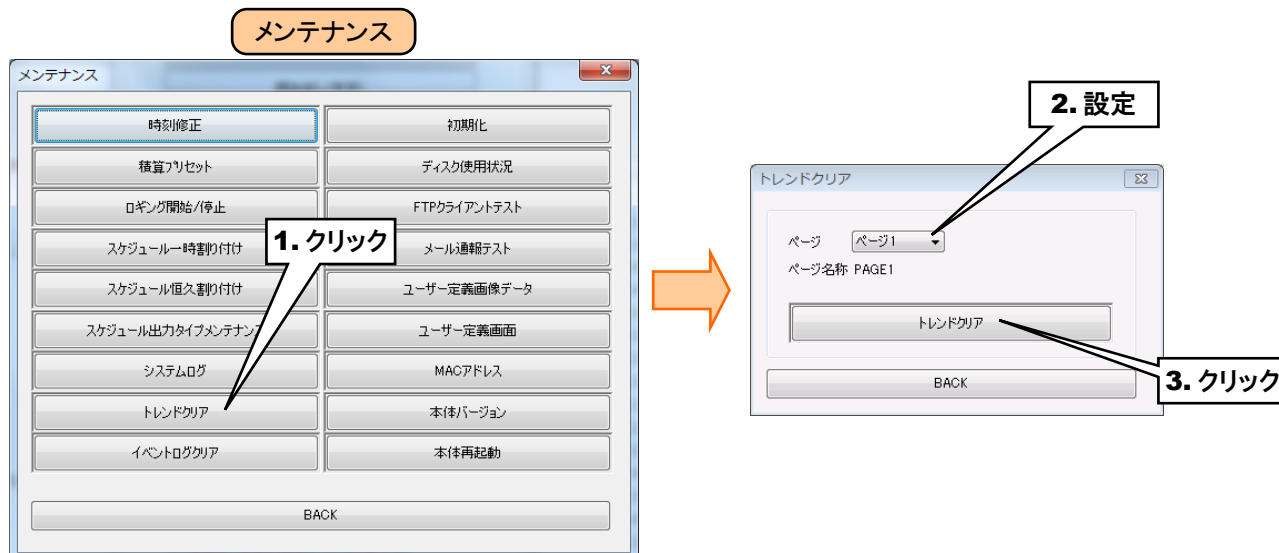 メンテナンス
メンテナンス
時刻修正
初期化
積算プリセット
ディスク使用状況
ロギング開始/停止
FTPクライアントテスト
スケジュール一時割り付け
メール通報テスト
スケジュール恒久割り付け
ユーザー定義画像データ
スケジュール出力タイプメンテナンス
ユーザー定義画面
システムログ
MACアドレス
トレンドクリア
本体バージョン
イベントログクリア
本体再起動
BACK
1. クリック
2. 設定
トレンドクリア
ページ ページ1
ページ名称 PAGE1
トレンドクリア
BACK
3. クリック